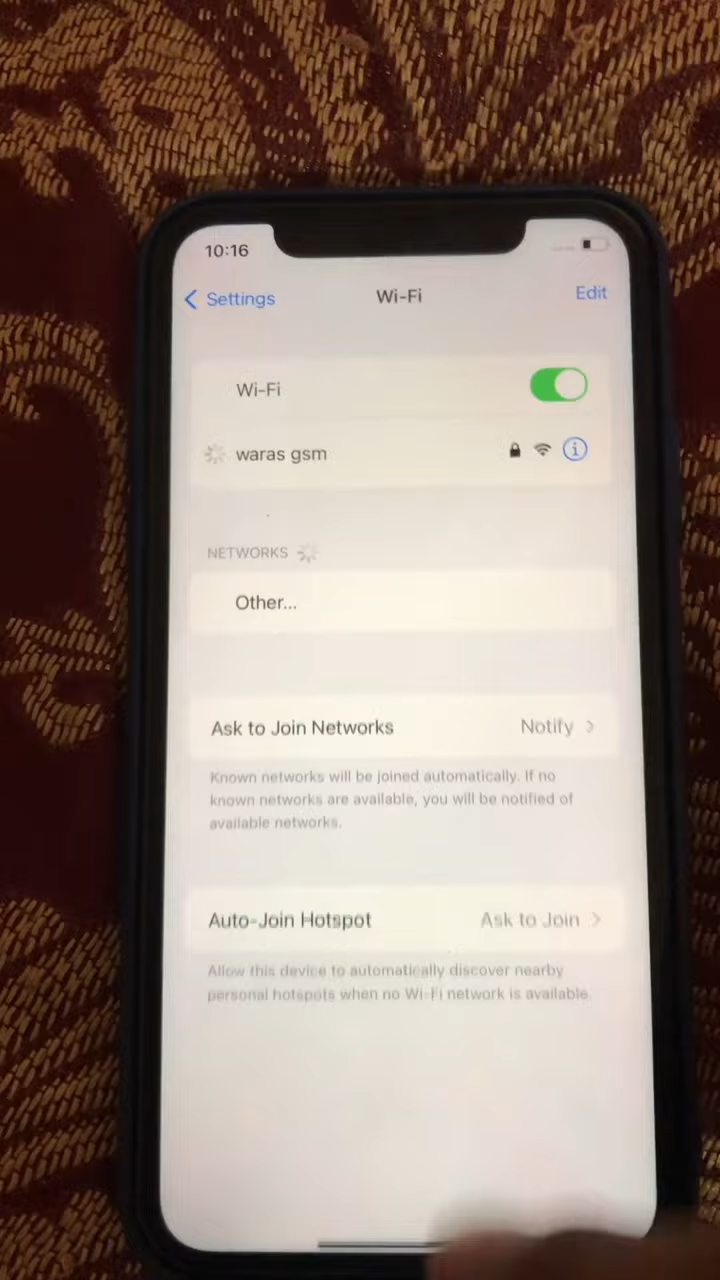 10:16
Settings
Wi-Fi
Edit
Wi-Fi
waras gsm
NETWORKS
Other...
Ask to Join Networks
Notify
Known networks will be joined automatically. If no
known networks are available, you will be notified of
available networks.
Auto-Join Hotspot
Ask to Join
Allow this device to automatically discover nearby
personal hotspots when no Wi-Fi network is available.